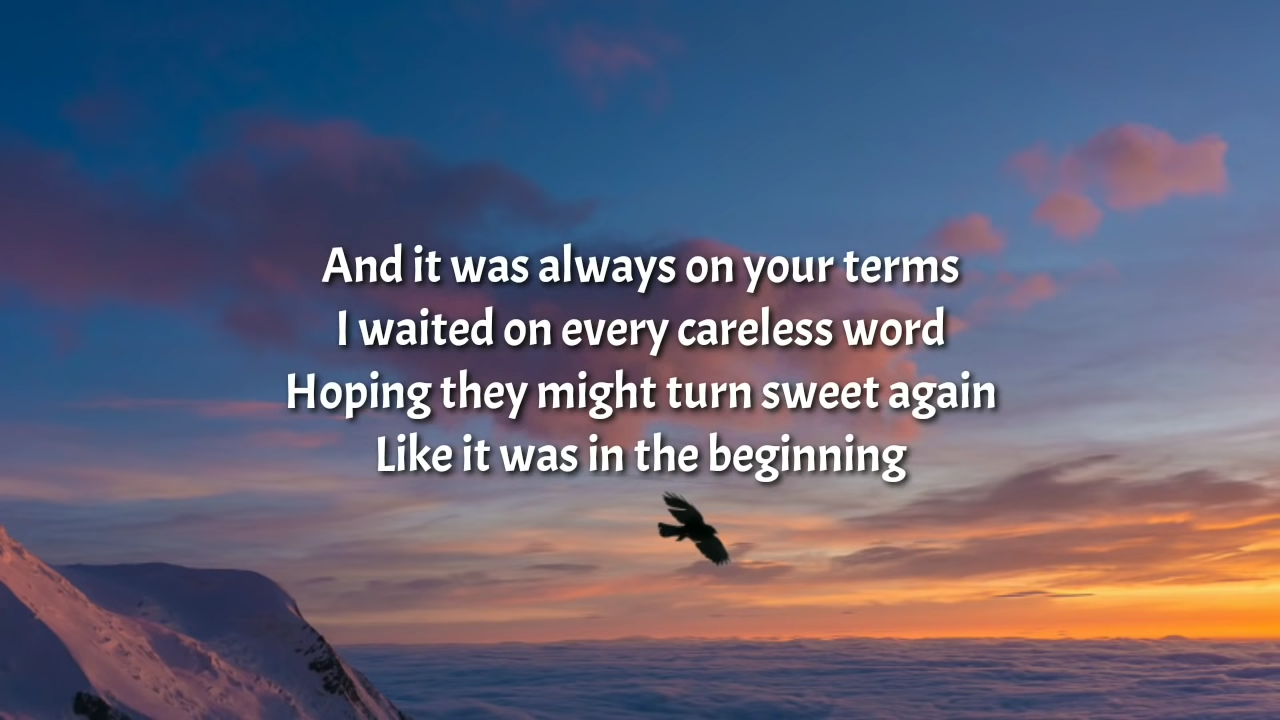 And it was always on your terms
I waited on every careless word
Hoping they might turn sweet again
Like it was in the beginning